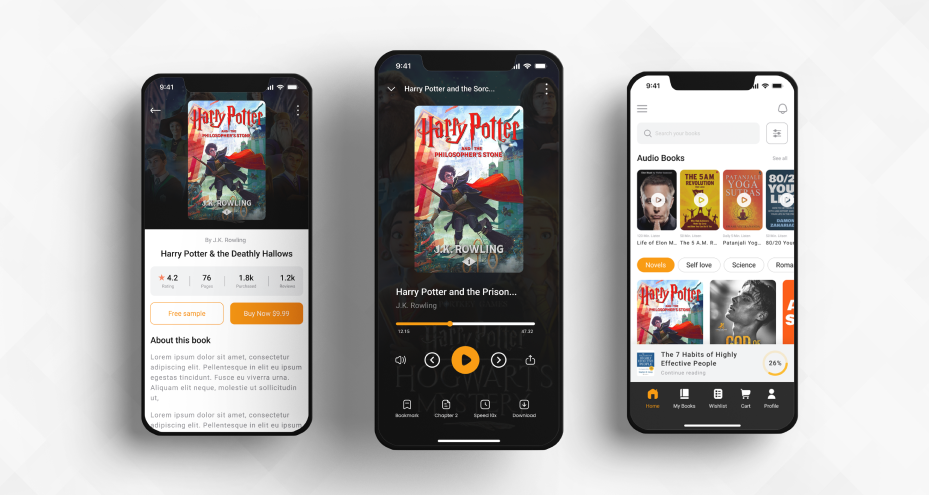 9:41
Harry Potter
AND THE
PHILOSOPHER'S STONE
J.K. ROWLING
1
By J.K. Rowling
Harry Potter & the Deathly Hallows
4.2
76
1.8k
1.2k
Rating
Pages
Purchased
Reviews
Free sample
Buy Now $9.99
About this book
Lorem ipsum dolor sit amet, consectetur
adipiscing elit. Pellentesque in elit eu ipsum
egestas tincidunt. Fusce eu viverra urna.
Aliquam elit neque, molestie ut sollicitudin
ut,
Lorem ipsum dolor sit amet, consectetur
adipiscing elit. Pellentesque in elit eu ipsum
9:41
Harry Potter and the Sorc...
Harry Potter
AND THE
PHILOSOPHER'S STONE
J.K. ROWLING
1
Harry Potter and the Prison...
J.K. Rowling
12.15
47.32
HOGWARTS
Bookmark
Chapter 2
Speed 10x
Download
9:41
Search your books
Audio Books
See all
THE 5AM
REVOLUTION
PATANJALI
YOGA
SUTRAS
80/2
YOU
Life of Elon M...
The 5 A.M. R...
Patanjali Yog...
80/20 Your
Novels
Self love
Science
Roma
Harry Potter
AND THE
PHILOSOPHER'S STONE
GOD OF
The 7 Habits of Highly
Effective People
Continue reading
26%
Home
My Books
Wishlist
Cart
Profile